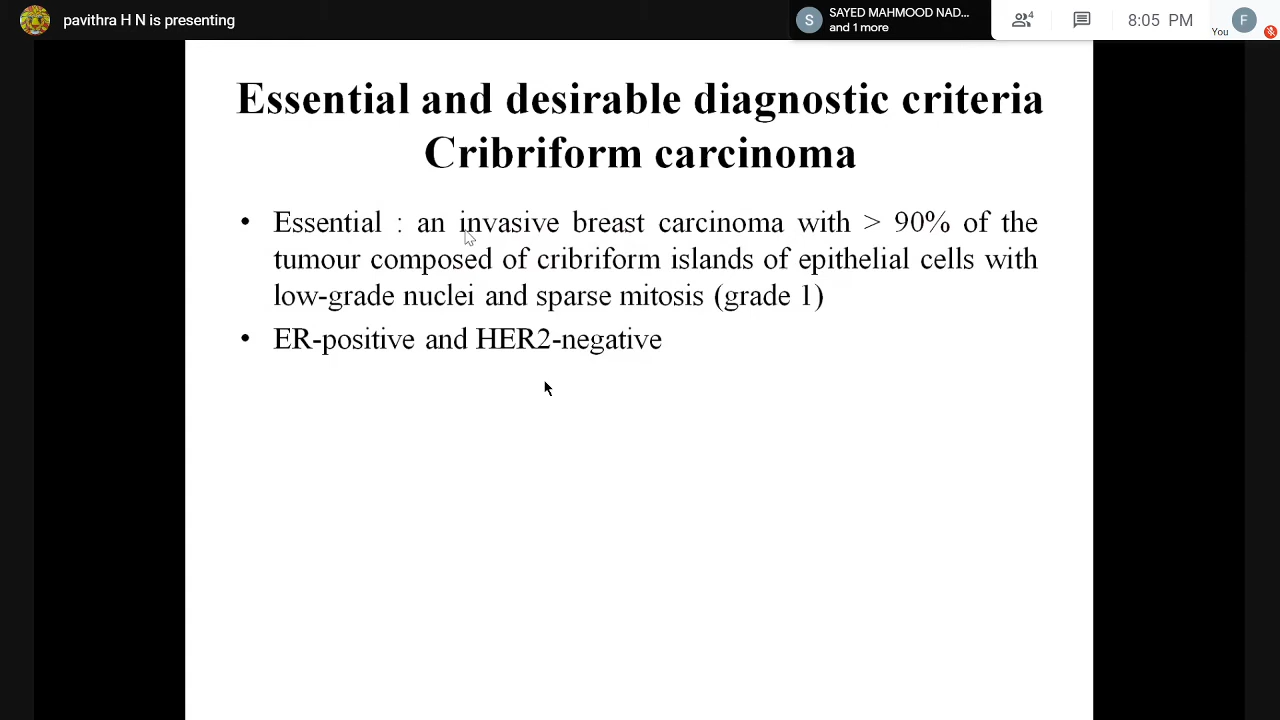 pavithra H N is presenting
S
SAYED MAHMOOD NAD...
and 1 more
4
8:05 PM
You
F
Essential and desirable diagnostic criteria
Cribriform carcinoma
• Essential : an invasive breast carcinoma with > 90% of the
tumour composed of cribriform islands of epithelial cells with
low-grade nuclei and sparse mitosis (grade 1)
• ER-positive and HER2-negative